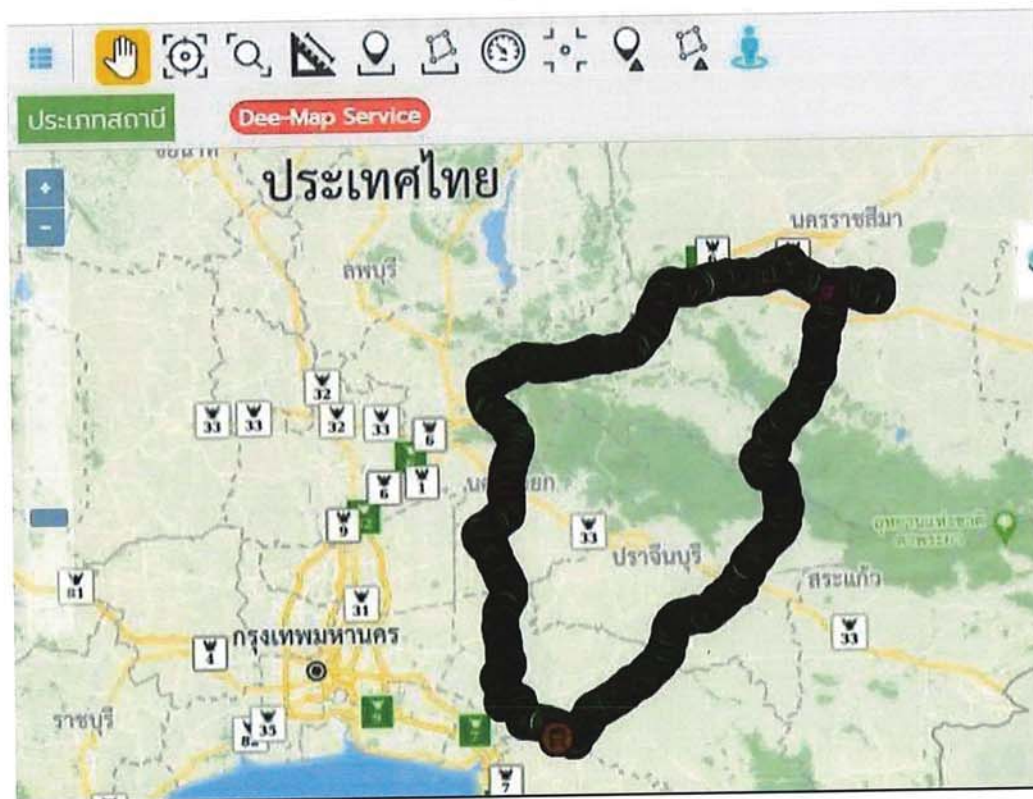 ประเภทสถานี
Dee-Map Service
ประเทศไทย
นครราชสีมา
ลพบุรี
32
33
33
32
33
6
6
1
9
2
33
ปราจีนบุรี
สระแก้ว
81
31
33
กรุงเทพมหานคร
4
ราชบุรี
35
9
7
7